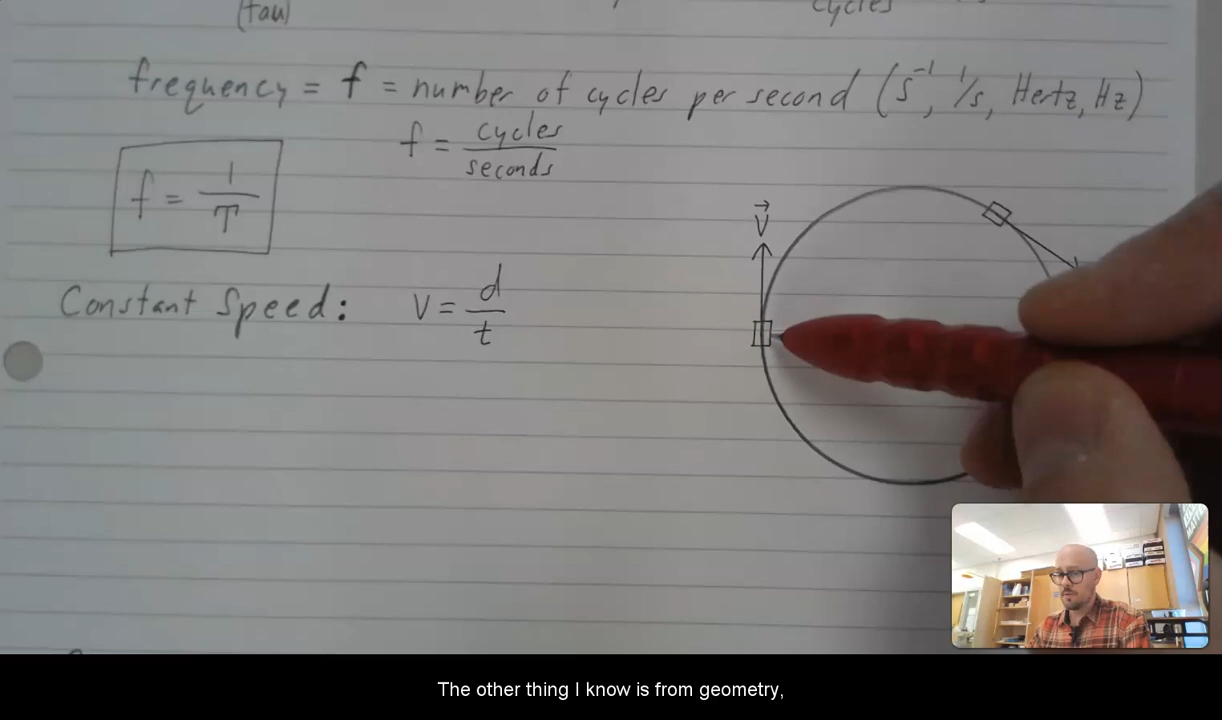 (tau)
cycles
frequency = f = number of cycles per second (s⁻¹, 1/s, Hertz, Hz)
f = cycles / seconds
f = 1 / T
v⃗
Constant Speed: v = d / t
The other thing I know is from geometry,